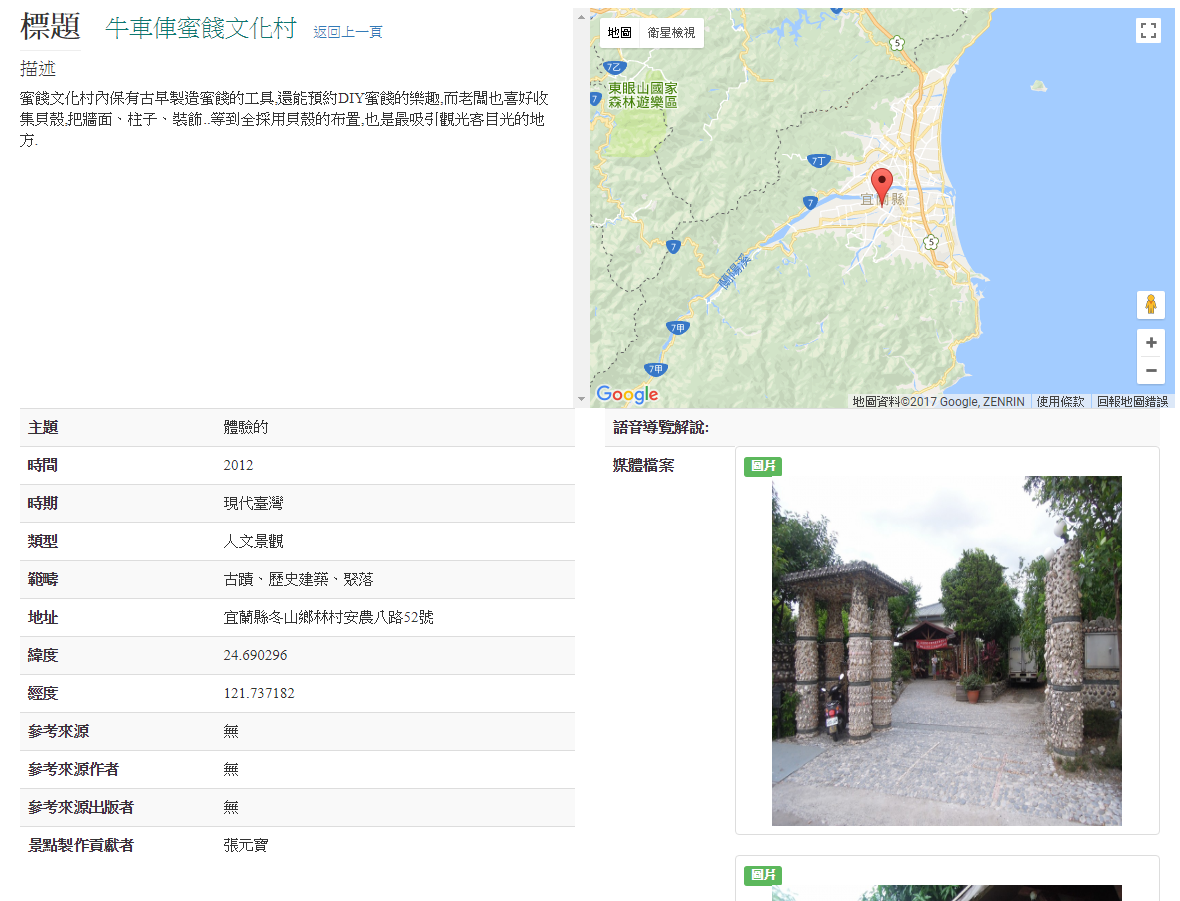 標題 牛車俥蜜餞文化村 返回上一頁
描述
蜜餞文化村內保有古早製造蜜餞的工具,還能預約DIY蜜餞的樂趣,而老闆也喜好收
集貝殼,把牆面、柱子、裝飾..等到全採用貝殼的布置,也是最吸引觀光客目光的地
方.
地圖 衛星檢視
5
7乙
東眼山國家
森林遊樂區
7
7丁
7
宜蘭縣
7
5
蘭陽溪
7甲
7甲
Google
地圖資料©2017 Google, ZENRIN 使用條款 回報地圖錯誤
主題 體驗的
時間 2012
時期 現代臺灣
類型 人文景觀
範疇 古蹟、歷史建築、聚落
地址 宜蘭縣冬山鄉林村安農八路52號
緯度 24.690296
經度 121.737182
參考來源 無
參考來源作者 無
參考來源出版者 無
景點製作貢獻者 張元寶
語音導覽解說:
媒體檔案
圖片
圖片